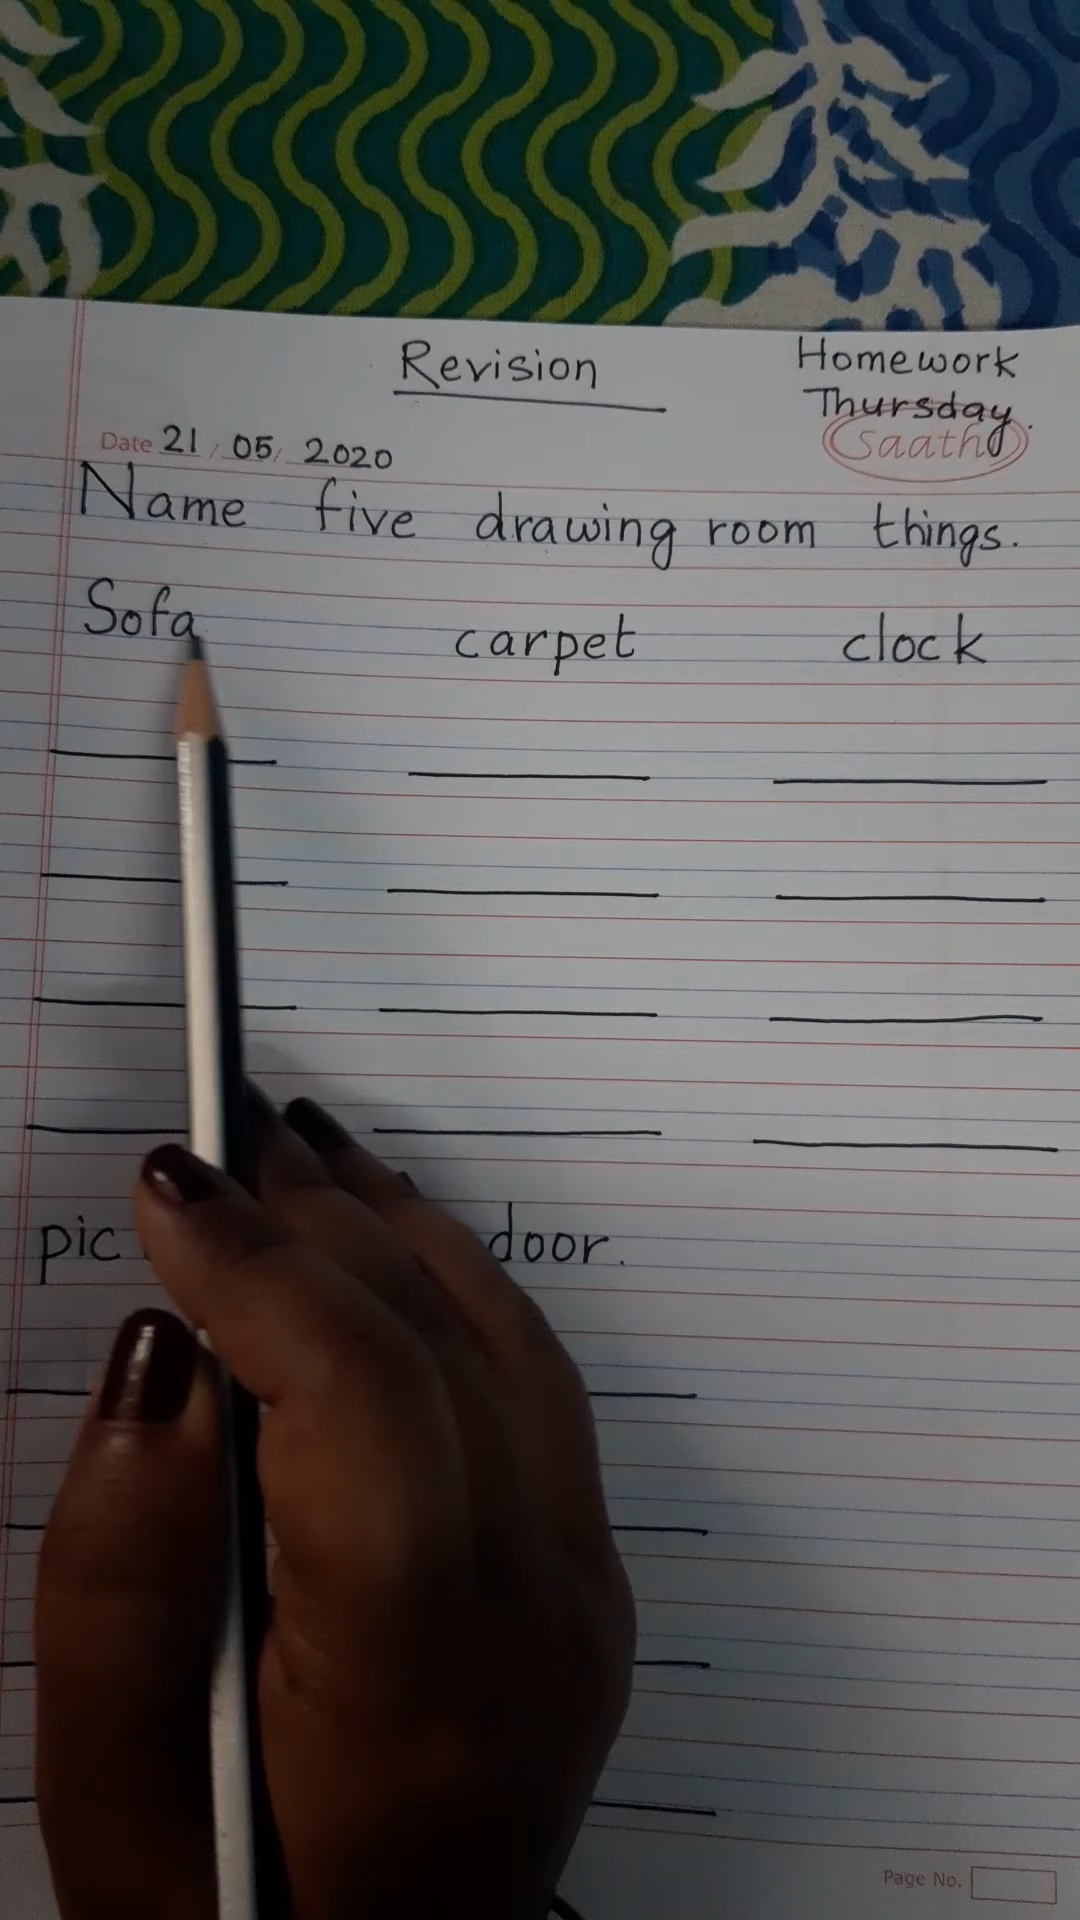 Revision
Homework
Thursday.
saathi
Date 21/05/2020
Name five drawing room things.
Sofa carpet clock
pic door.
Page No.